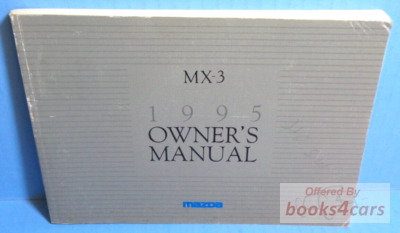 MX-3
1995
OWNER'S
MANUAL
mazda
Offered By
books4cars